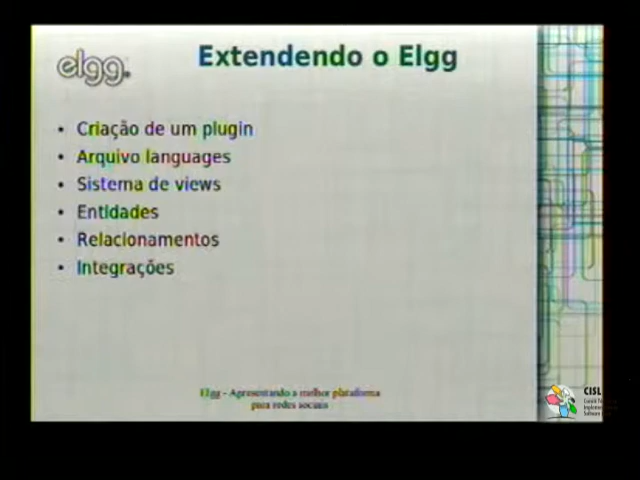 elgg.
Extendendo o Elgg
• Criação de um plugin
• Arquivo languages
• Sistema de views
• Entidades
• Relacionamentos
• Integrações
Elgg - Apresentando a melhor plataforma
para redes sociais
CISL